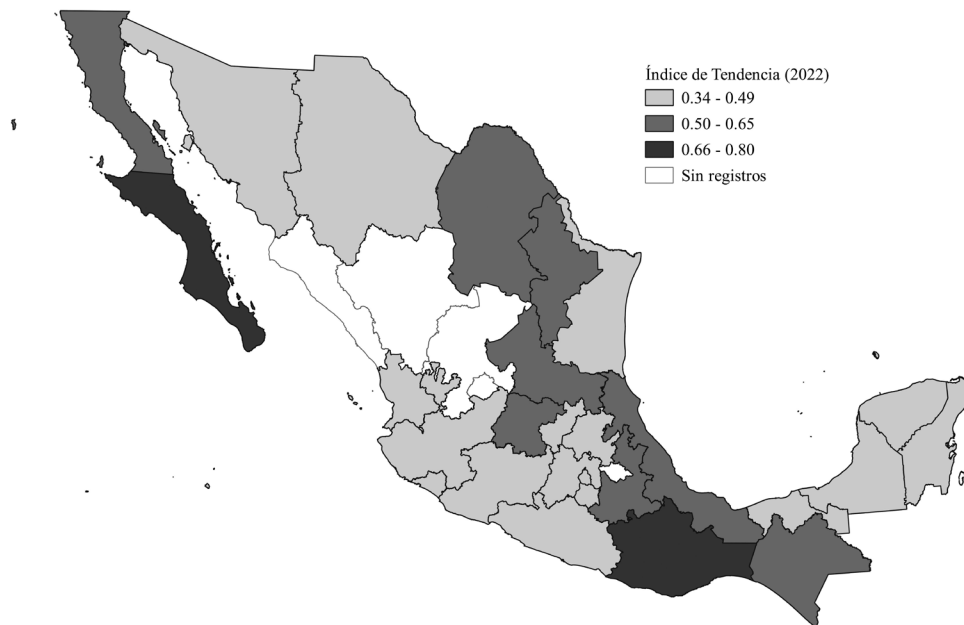 Índice de Tendencia (2022)
0.34 - 0.49
0.50 - 0.65
0.66 - 0.80
Sin registros